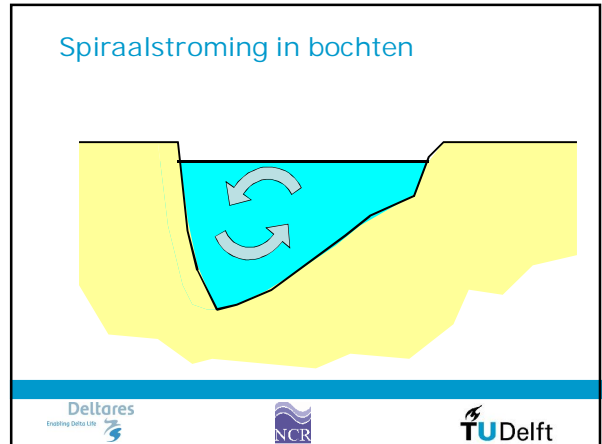 Spiraalstroming in bochten
Deltares
Enabling Delta Life
NCR
TUDelft